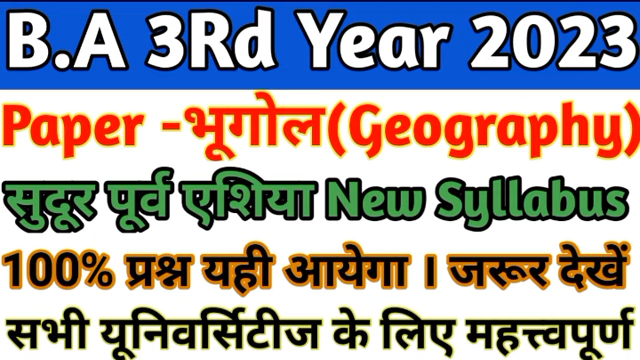 B.A 3Rd Year 2023
Paper -भूगोल(Geography)
सुदूर पूर्व एशिया New Syllabus
100% प्रश्न यही आयेगा । जरूर देखें
सभी यूनिवर्सिटीज के लिए महत्त्वपूर्ण